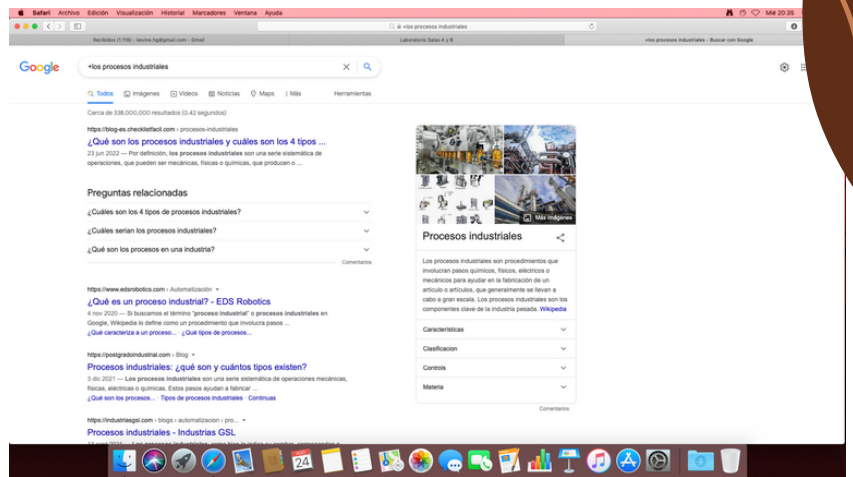 Safari Archivo Edición Visualización Historial Marcadores Ventana Ayuda
Mié 20:35
+los procesos industriales
Recibidos (1.118) - kevine.hg@gmail.com - Gmail
Laboratorio Salas A y B
+los procesos industriales - Buscar con Google
Google
+los procesos industriales
Todos Imágenes Videos Noticias Maps Más Herramientas
Cerca de 338,000,000 resultados (0.42 segundos)
https://blog-es.checklistfacil.com › procesos-industriales
¿Qué son los procesos industriales y cuáles son los 4 tipos ...
23 jun 2022 — Por definición, los procesos industriales son una serie sistemática de
operaciones, que pueden ser mecánicas, físicas o químicas, que producen o ...
Preguntas relacionadas
¿Cuáles son los 4 tipos de procesos industriales?
¿Cuáles serían los procesos industriales?
¿Qué son los procesos en una industria?
Comentarios
https://www.edsrobotics.com › Automatización
¿Qué es un proceso industrial? - EDS Robotics
4 nov 2020 — Si buscamos el término "proceso industrial" o procesos industriales en
Google, Wikipedia lo define como un procedimiento que involucra pasos ...
¿Qué caracteriza a un proceso... · ¿Qué tipos de procesos...
https://postgradoindustrial.com › Blog
Procesos industriales: ¿qué son y cuántos tipos existen?
3 dic 2021 — Los procesos industriales son una serie sistemática de operaciones mecánicas,
físicas, eléctricas o químicas. Estos pasos ayudan a fabricar ...
¿Qué son los procesos... · Tipos de procesos industriales · Continuas
https://industriasgsl.com › blogs › automatizacion › pro...
Procesos industriales - Industrias GSL
Más imágenes
Procesos industriales
Los procesos industriales son procedimientos que
involucran pasos químicos, físicos, eléctricos o
mecánicos para ayudar en la fabricación de un
artículo o artículos, que generalmente se llevan a
cabo a gran escala. Los procesos industriales son los
componentes clave de la industria pesada. Wikipedia
Características
Clasificacion
Controls
Materia
Comentarios
24